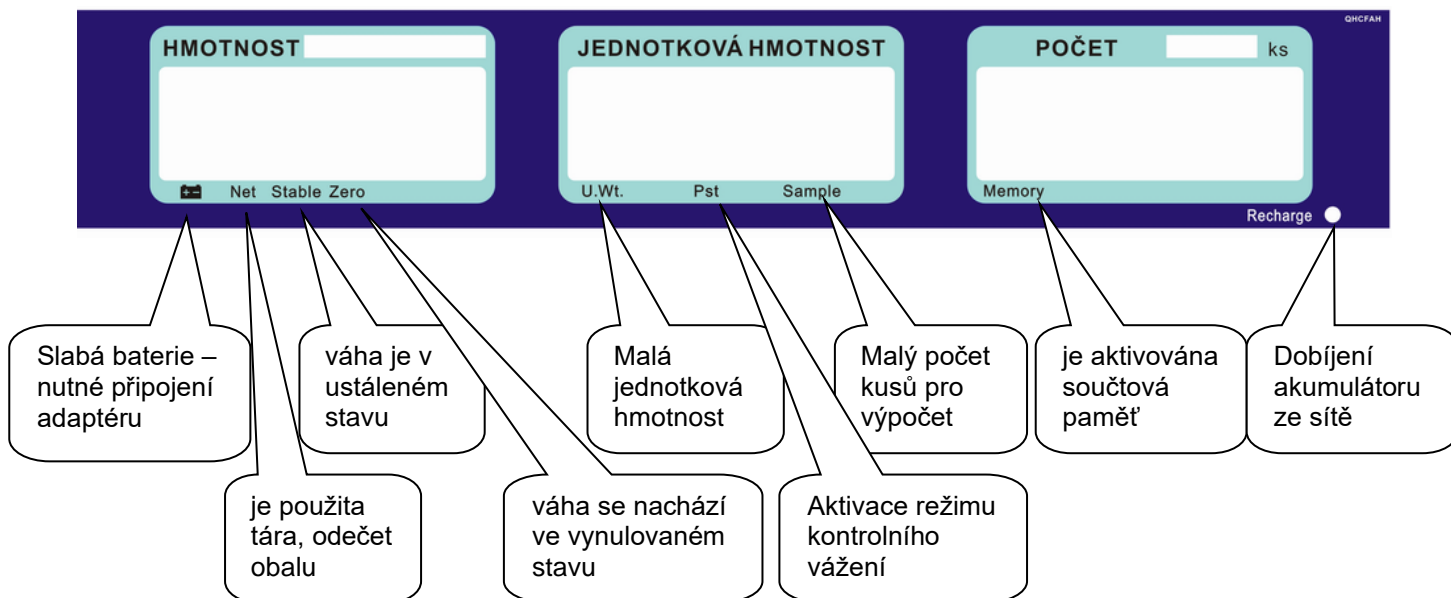 QHCFAH
HMOTNOST
JEDNOTKOVÁ HMOTNOST
POČET ks
Net Stable Zero
U.Wt. Pst Sample
Memory
Recharge
Slabá baterie –
nutné připojení
adaptéru
váha je v
ustáleném
stavu
Malá
jednotková
hmotnost
Malý počet
kusů pro
výpočet
je aktivována
součtová
paměť
Dobíjení
akumulátoru
ze sítě
je použita
tára, odečet
obalu
váha se nachází
ve vynulovaném
stavu
Aktivace režimu
kontrolního
vážení